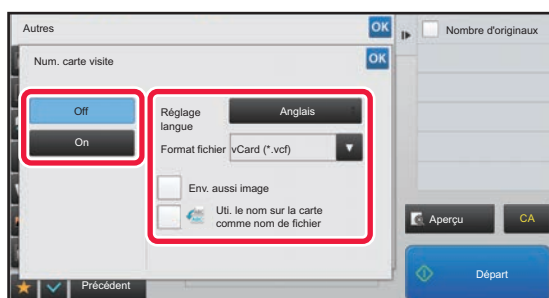 Autres
OK
Nombre d'originaux
Num. carte visite
OK
Off
On
Réglage
langue
Anglais
Format fichier
vCard (*.vcf)
Env. aussi image
Uti. le nom sur la carte
comme nom de fichier
Aperçu
CA
Précédent
Départ